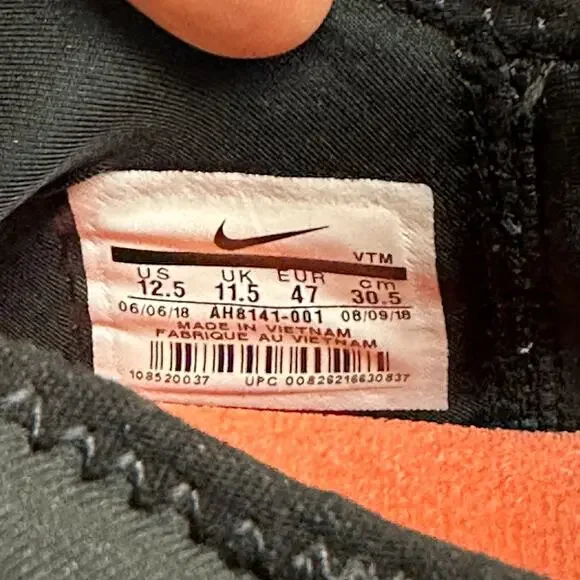 VTM
US UK EUR cm
12.5 11.5 47 30.5
06/06/18 AH8141-001 08/09/18
MADE IN VIETNAM
FABRIQUE AU VIETNAM
108520037 UPC 00826216630837